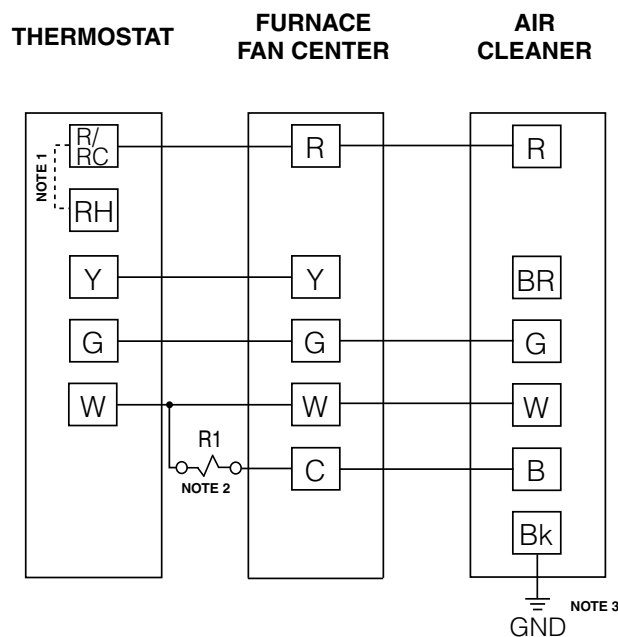 THERMOSTAT
FURNACE
FAN CENTER
AIR
CLEANER
R/
RC
R
R
NOTE 1
RH
Y
Y
BR
G
G
G
W
W
W
R1
NOTE 2
C
B
Bk
NOTE 3
GND